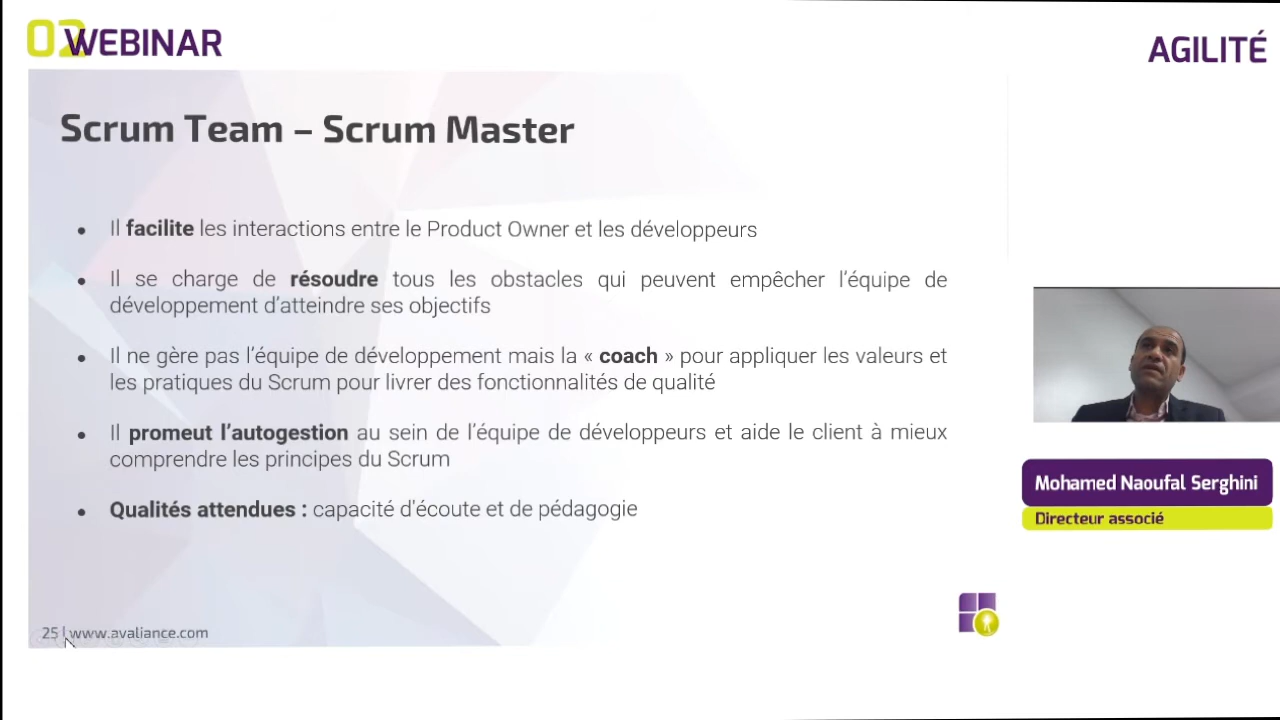 02 WEBINAR
AGILITÉ
Scrum Team – Scrum Master
• Il facilite les interactions entre le Product Owner et les développeurs
• Il se charge de résoudre tous les obstacles qui peuvent empêcher l’équipe de
développement d’atteindre ses objectifs
• Il ne gère pas l’équipe de développement mais la « coach » pour appliquer les valeurs et
les pratiques du Scrum pour livrer des fonctionnalités de qualité
• Il promeut l’autogestion au sein de l’équipe de développeurs et aide le client à mieux
comprendre les principes du Scrum
• Qualités attendues : capacité d'écoute et de pédagogie
Mohamed Naoufal Serghini
Directeur associé
25 | www.avaliance.com